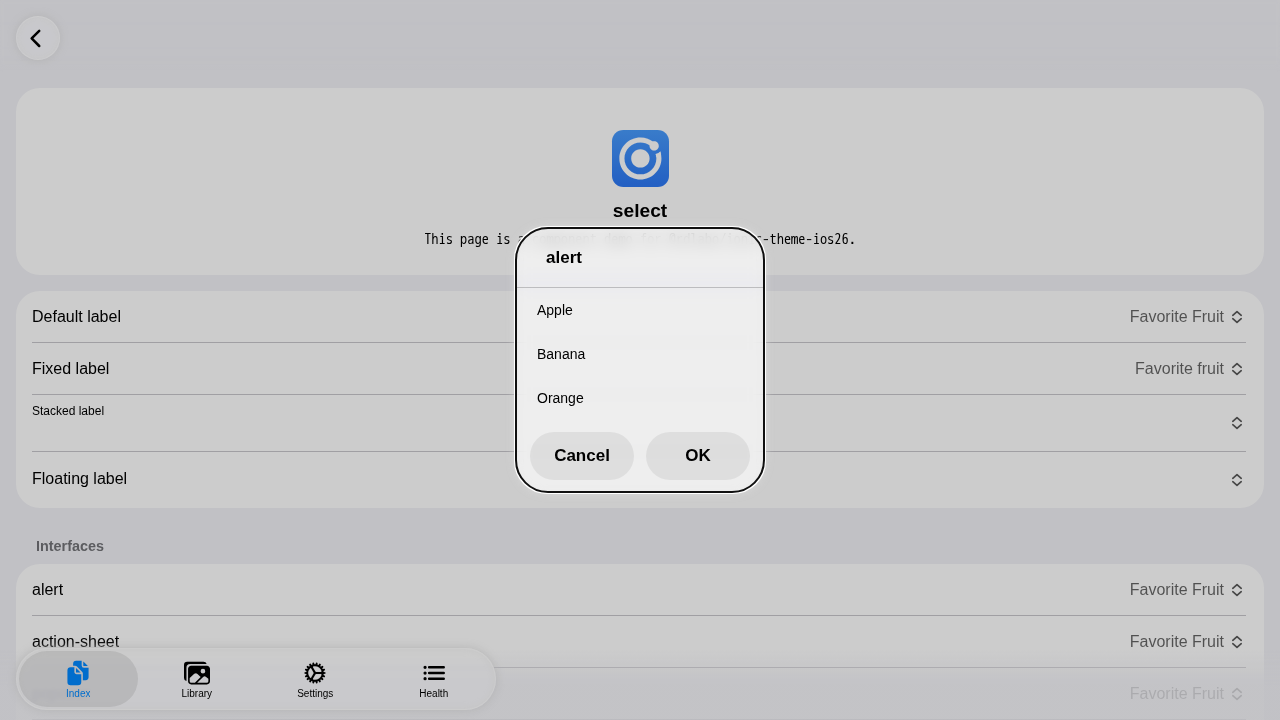 select
This page is
-theme-ios26.
alert
Apple
Banana
Orange
Cancel
OK
Default label
Favorite Fruit
Fixed label
Favorite fruit
Stacked label
Floating label
Interfaces
alert
Favorite Fruit
action-sheet
Favorite Fruit
Favorite Fruit
Index
Library
Settings
Health